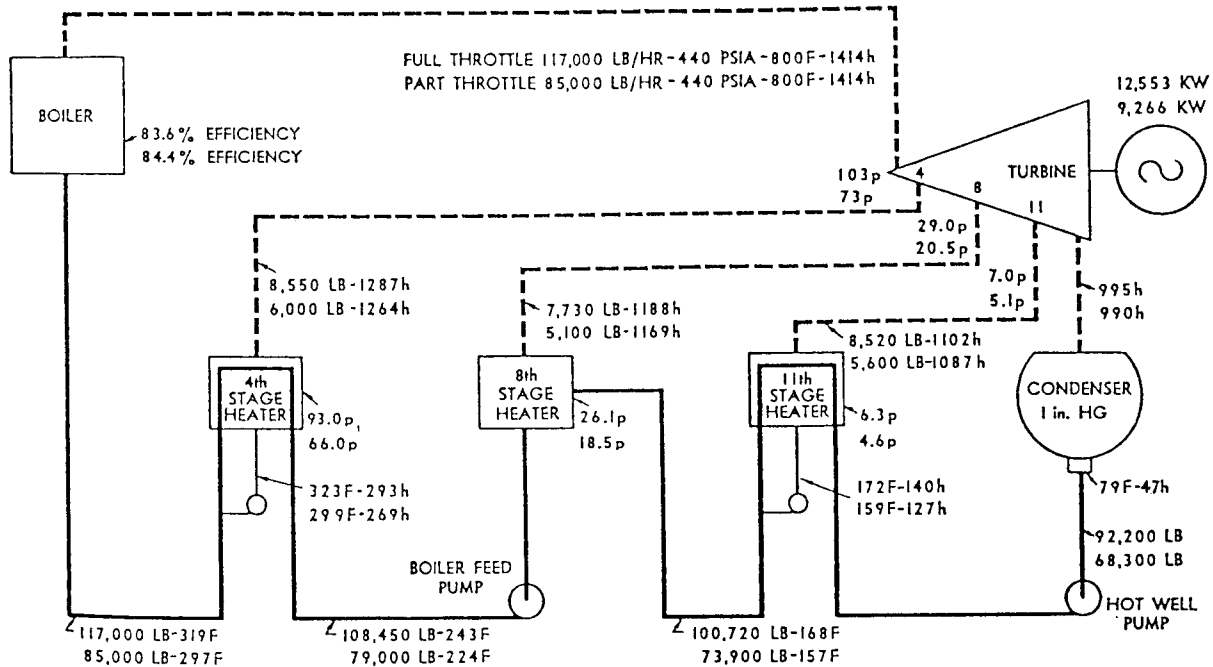 FULL THROTTLE 117,000 LB/HR-440 PSIA-800F-1414h
PART THROTTLE 85,000 LB/HR-440 PSIA-800F-1414h
12,553 KW
9,266 KW
BOILER
83.6% EFFICIENCY
84.4% EFFICIENCY
TURBINE
4
8
11
103p
73p
29.0p
20.5p
7.0p
5.1p
995h
990h
8,550 LB-1287h
6,000 LB-1264h
7,730 LB-1188h
5,100 LB-1169h
8,520 LB-1102h
5,600 LB-1087h
4th
STAGE
HEATER
93.0p
66.0p
8th
STAGE
HEATER
26.1p
18.5p
11th
STAGE
HEATER
6.3p
4.6p
CONDENSER
1 in. HG
323F-293h
299F-269h
172F-140h
159F-127h
79F-47h
92,200 LB
68,300 LB
BOILER FEED
PUMP
HOT WELL
PUMP
117,000 LB-319F
85,000 LB-297F
108,450 LB-243F
79,000 LB-224F
100,720 LB-168F
73,900 LB-157F